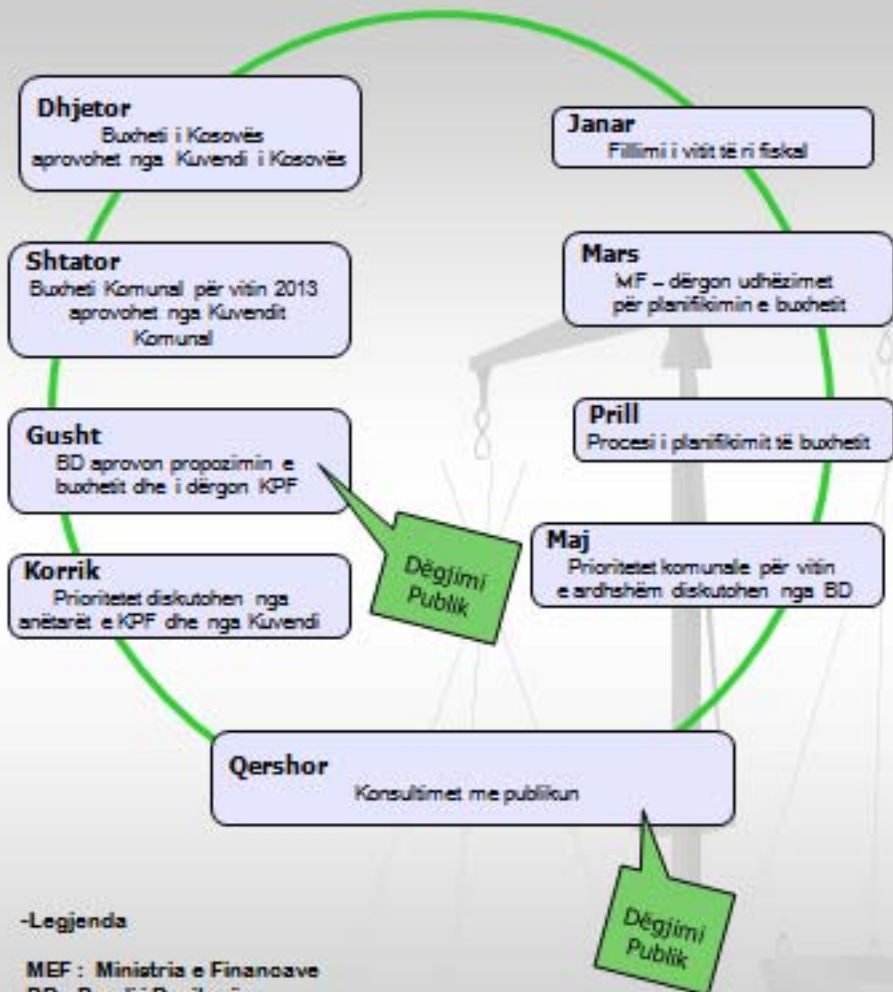 Dhjetor
Buxheti i Kosovës
aprovohet nga Kuvendi i Kosovës
Janar
Fillimi i vitit të ri fiskal
Shtator
Buxheti Komunal për vitin 2013
aprovohet nga Kuvendit
Komunal
Mars
MF – dërgon udhëzimet
për planifikimin e buxhetit
Gusht
BD aprovon propozimin e
buxhetit dhe i dërgon KPF
Prill
Procesi i planifikimit të buxhetit
Dëgjimi
Publik
Korrik
Prioritetet diskutohen nga
anëtarët e KPF dhe nga Kuvendi
Maj
Prioritetet komunale për vitin
e ardhshëm diskutohen nga BD
Qershor
Konsultimet me publikun
Dëgjimi
Publik
-Legjenda
MEF : Ministria e Financave